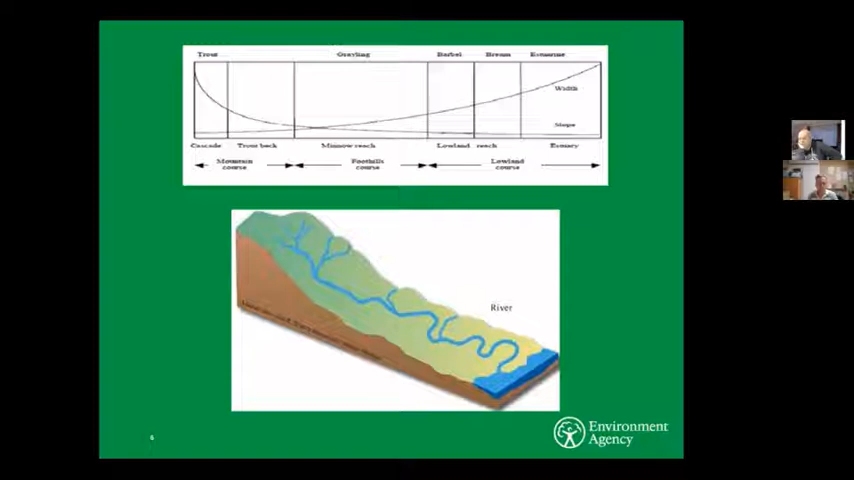 Trout Grayling Barbel Bream Estuarine
Width
Slope
Cascade Trout beck Minnow reach Lowland reach Estuary
Mountain course Foothills course Lowland course
River
6
Environment
Agency